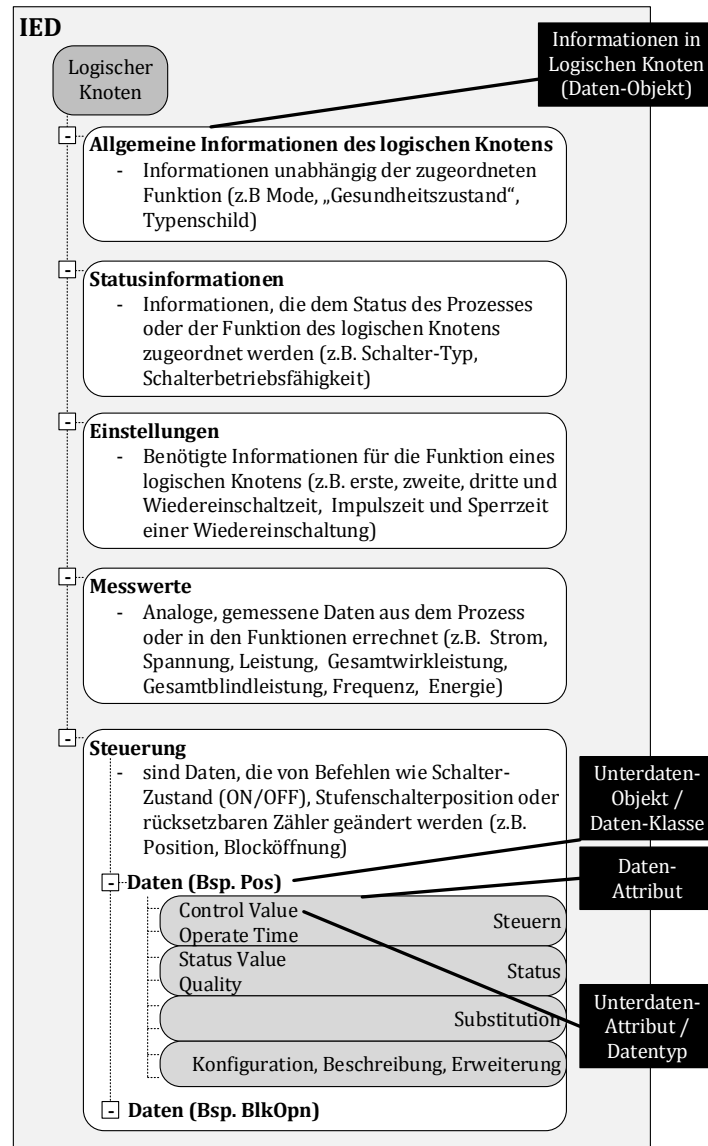 IED
Informationen in
Logischen Knoten
(Daten-Objekt)
Logischer
Knoten
-
Allgemeine Informationen des logischen Knotens
- Informationen unabhängig der zugeordneten
Funktion (z.B Mode, „Gesundheitszustand“,
Typenschild)
-
Statusinformationen
- Informationen, die dem Status des Prozesses
oder der Funktion des logischen Knotens
zugeordnet werden (z.B. Schalter-Typ,
Schalterbetriebsfähigkeit)
-
Einstellungen
- Benötigte Informationen für die Funktion eines
logischen Knotens (z.B. erste, zweite, dritte und
Wiedereinschaltzeit, Impulszeit und Sperrzeit
einer Wiedereinschaltung)
-
Messwerte
- Analoge, gemessene Daten aus dem Prozess
oder in den Funktionen errechnet (z.B. Strom,
Spannung, Leistung, Gesamtwirkleistung,
Gesamtblindleistung, Frequenz, Energie)
-
Steuerung
- sind Daten, die von Befehlen wie Schalter-
Zustand (ON/OFF), Stufenschalterposition oder
rücksetzbaren Zähler geändert werden (z.B.
Position, Blocköffnung)
Unterdaten-
Objekt /
Daten-Klasse
- Daten (Bsp. Pos)
Daten-
Attribut
Control Value
Operate Time
Steuern
Status Value
Quality
Status
Substitution
Unterdaten-
Attribut /
Datentyp
Konfiguration, Beschreibung, Erweiterung
- Daten (Bsp. BlkOpn)